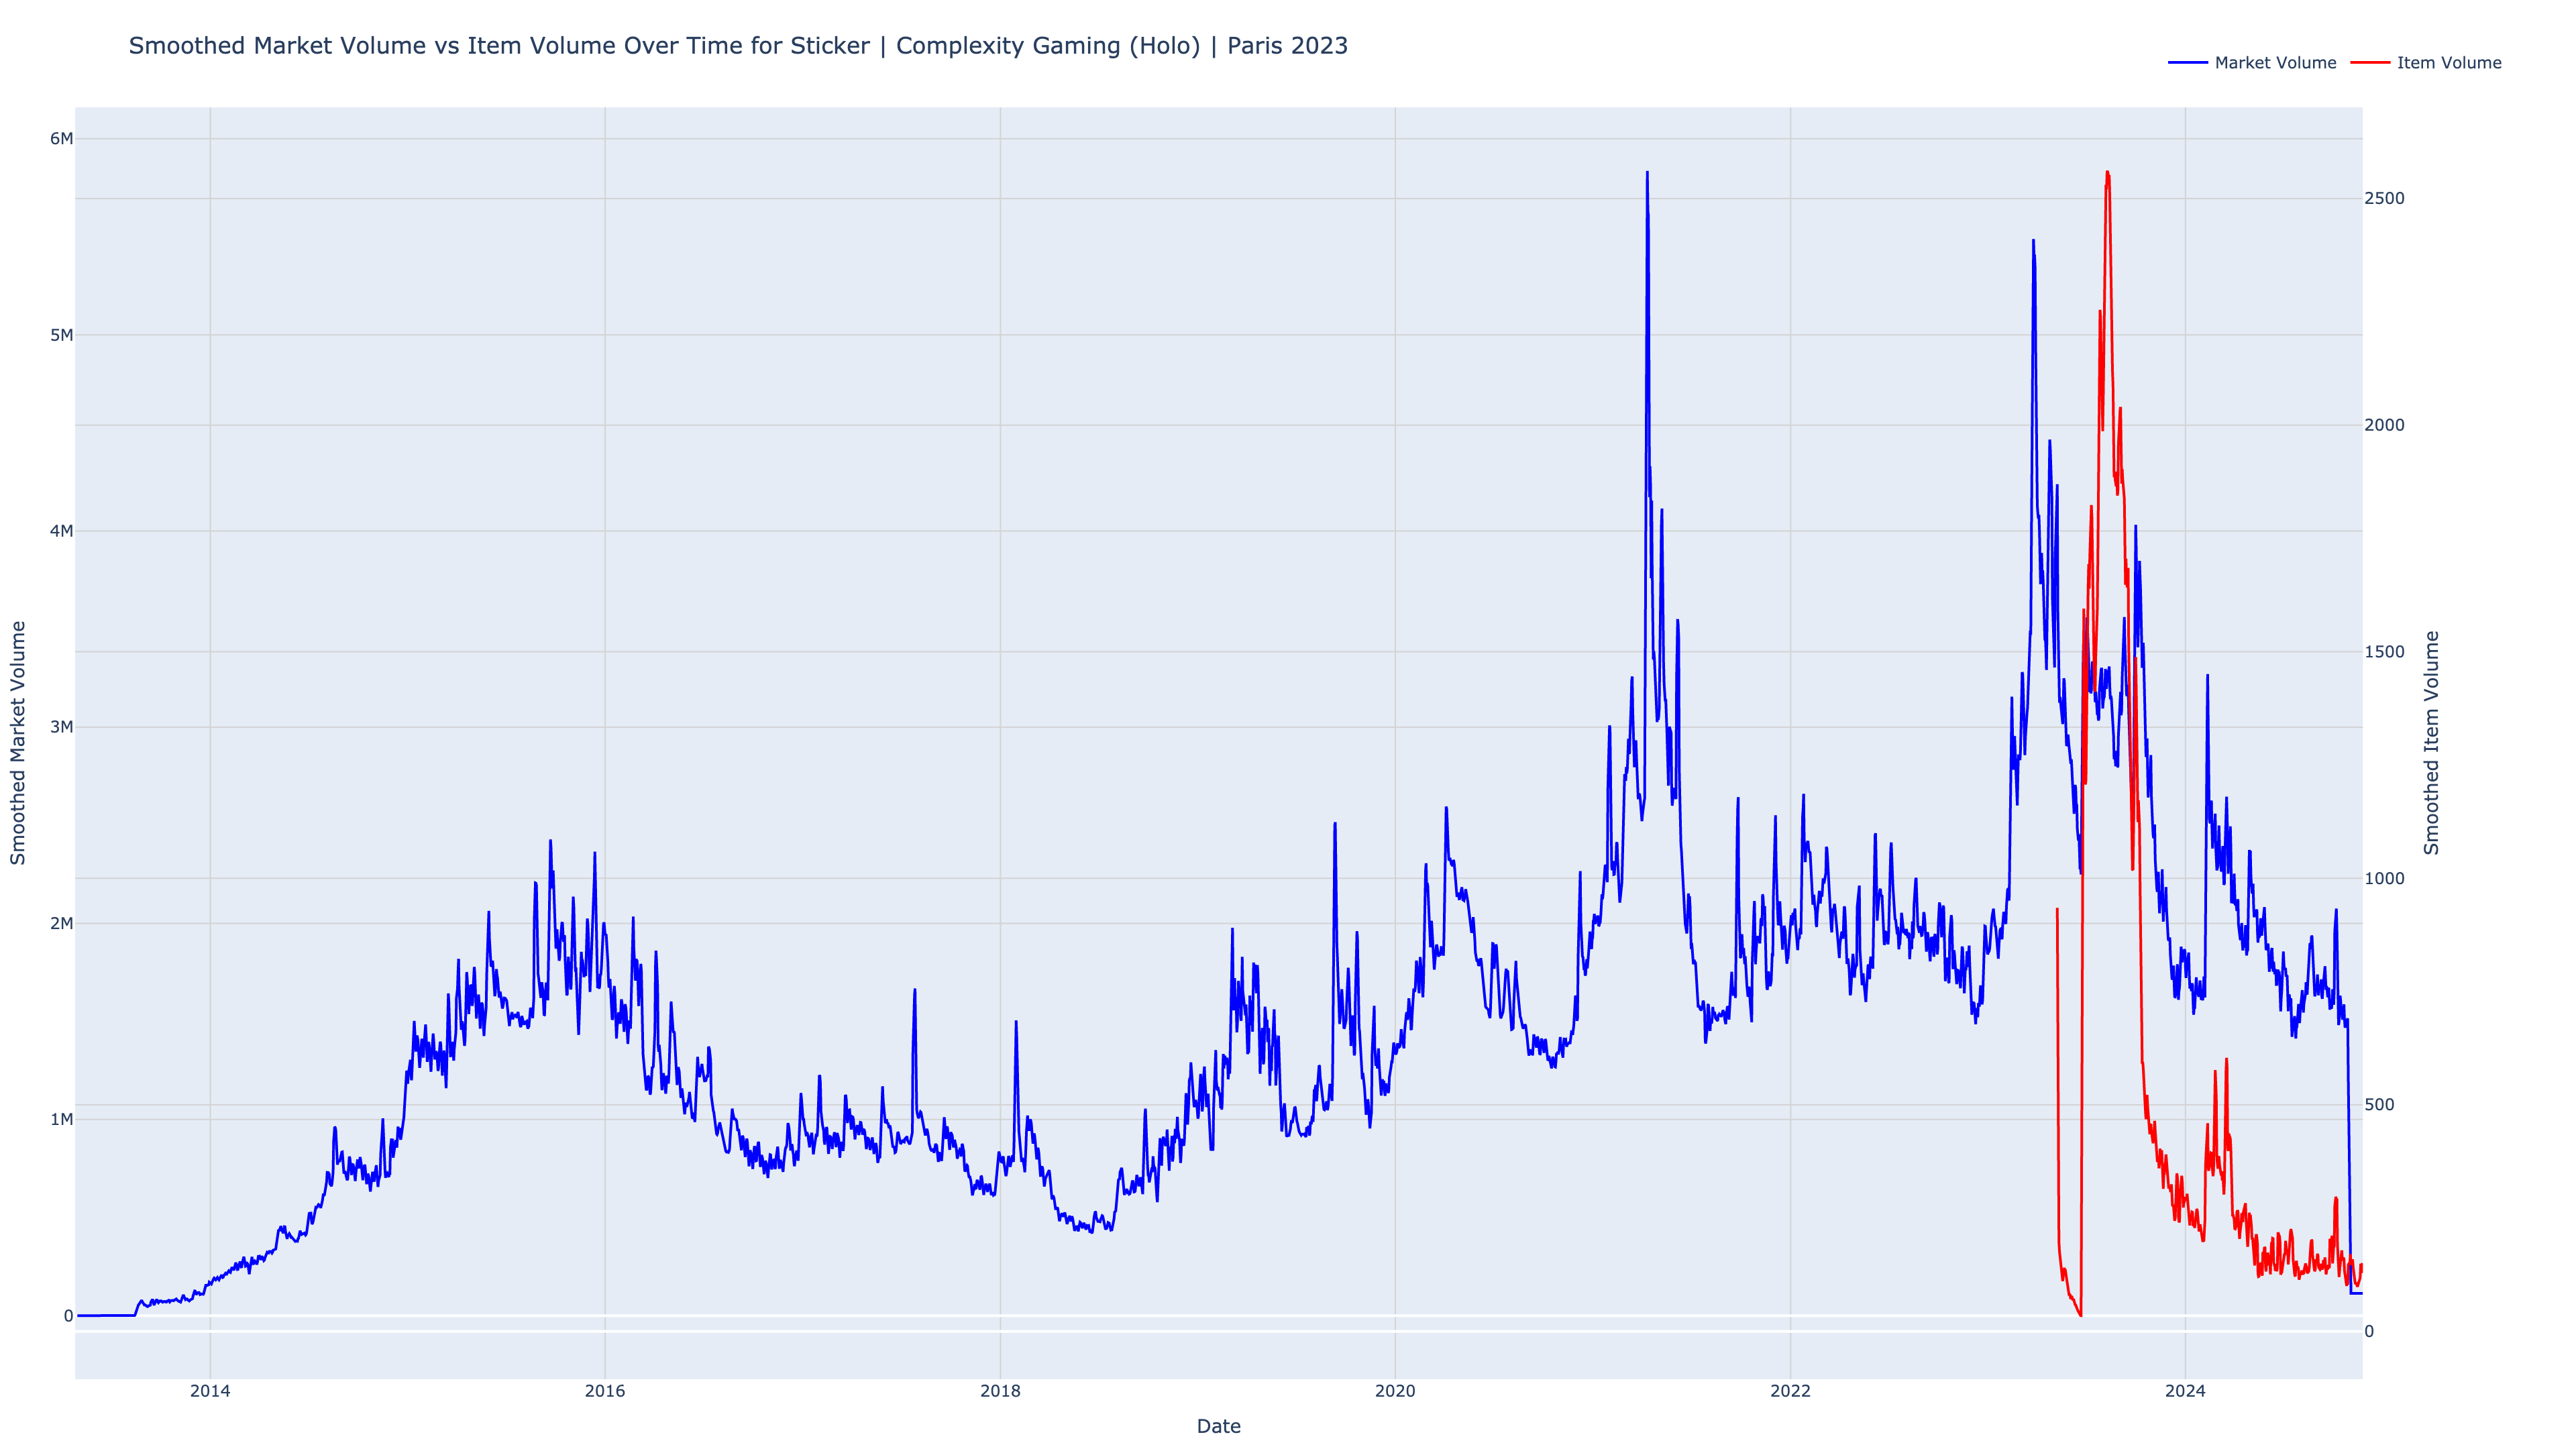 Smoothed Market Volume vs Item Volume Over Time for Sticker | Complexity Gaming (Holo) | Paris 2023
Market Volume
Item Volume
6M
5M
4M
3M
2M
1M
0
Smoothed Market Volume
2500
2000
1500
1000
500
0
Smoothed Item Volume
2014
2016
2018
2020
2022
2024
Date